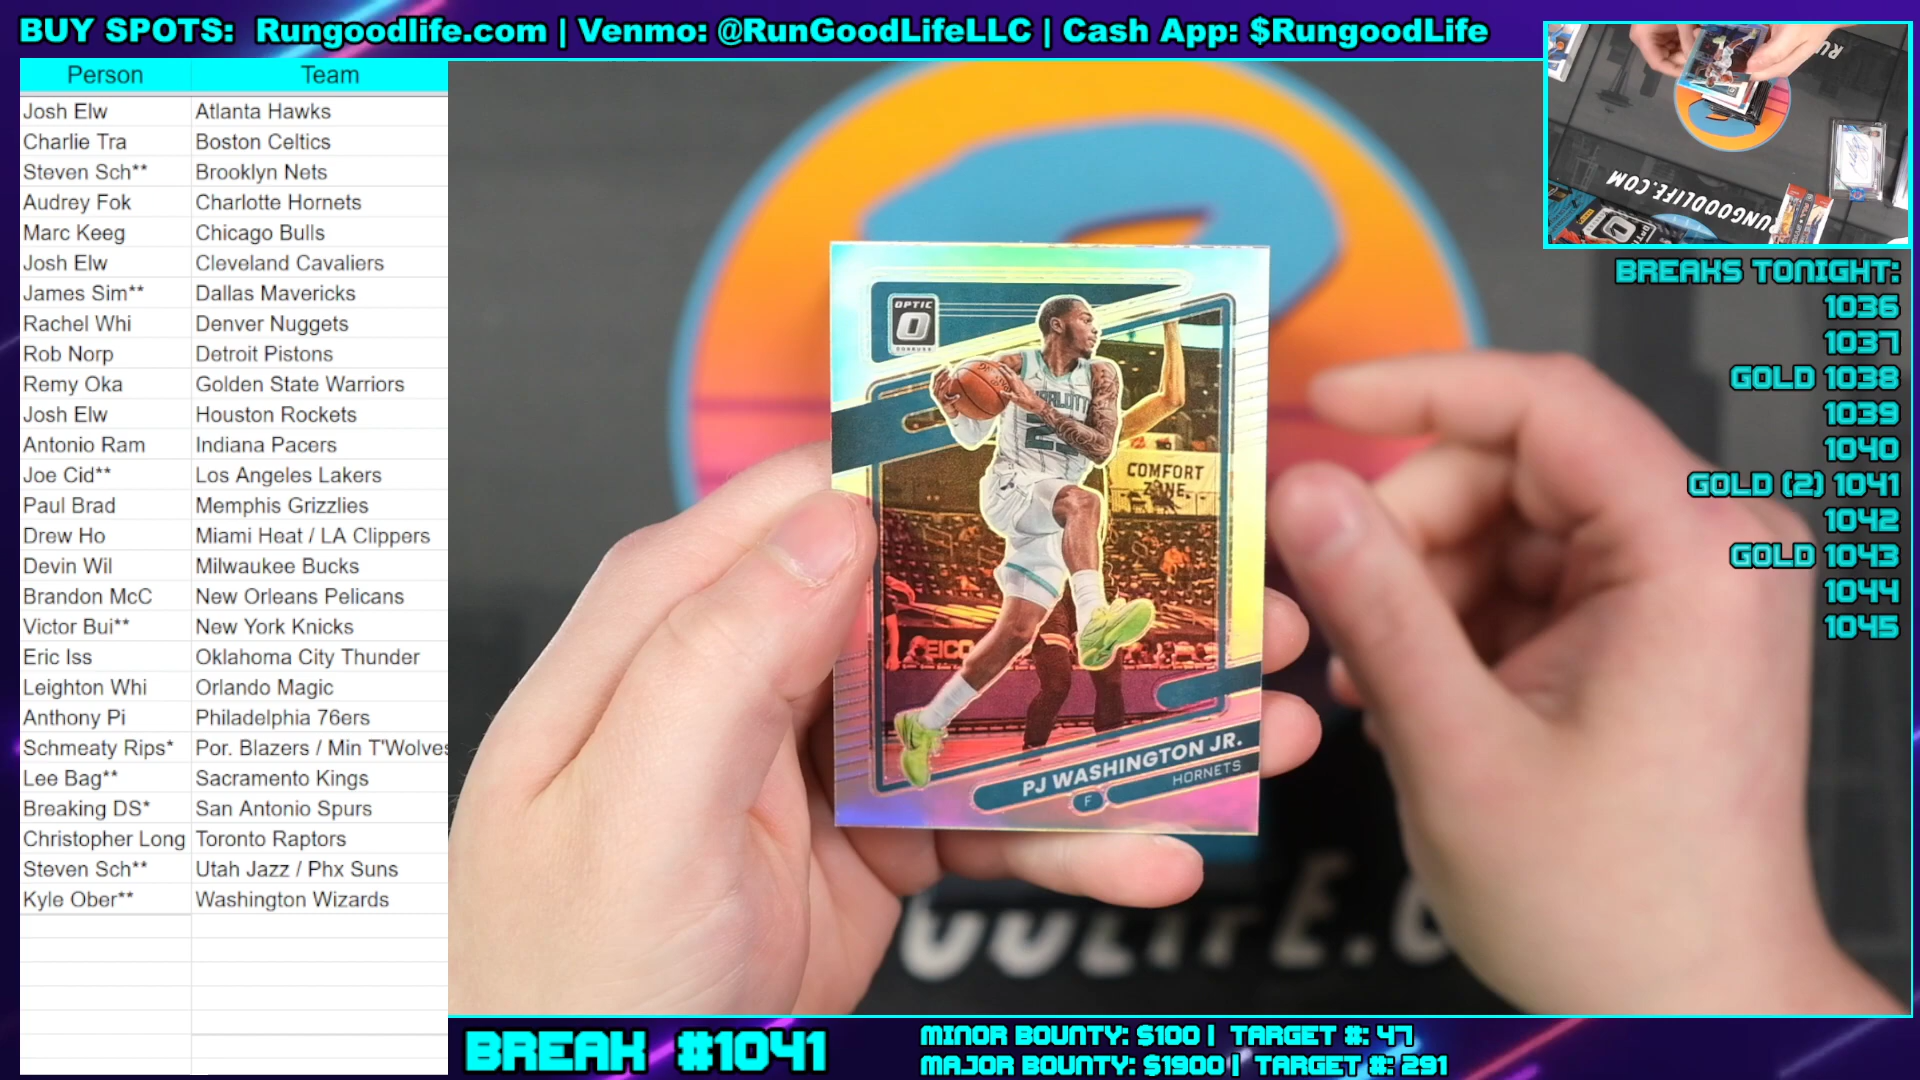 BUY SPOTS: Rungoodlife.com | Venmo: @RunGoodLifeLLC | Cash App: $RungoodLife
Person Team
Josh Elw Atlanta Hawks
Charlie Tra Boston Celtics
Steven Sch** Brooklyn Nets
Audrey Fok Charlotte Hornets
Marc Keeg Chicago Bulls
Josh Elw Cleveland Cavaliers
James Sim** Dallas Mavericks
Rachel Whi Denver Nuggets
Rob Norp Detroit Pistons
Remy Oka Golden State Warriors
Josh Elw Houston Rockets
Antonio Ram Indiana Pacers
Joe Cid** Los Angeles Lakers
Paul Brad Memphis Grizzlies
Drew Ho Miami Heat / LA Clippers
Devin Wil Milwaukee Bucks
Brandon McC New Orleans Pelicans
Victor Bui** New York Knicks
Eric Iss Oklahoma City Thunder
Leighton Whi Orlando Magic
Anthony Pi Philadelphia 76ers
Schmeaty Rips* Por. Blazers / Min T'Wolves
Lee Bag** Sacramento Kings
Breaking DS* San Antonio Spurs
Christopher Long Toronto Raptors
Steven Sch** Utah Jazz / Phx Suns
Kyle Ober** Washington Wizards
OPTIC
O
DONRUSS
COMFORT
ZONE
PJ WASHINGTON JR.
HORNETS
F
RUNGOODLIFE.COM
BREAKS TONIGHT:
1036
1037
GOLD 1038
1039
1040
GOLD (2) 1041
1042
GOLD 1043
1044
1045
BREAK #1041
MINOR BOUNTY: $100 | TARGET #: 47
MAJOR BOUNTY: $1900 | TARGET #: 291